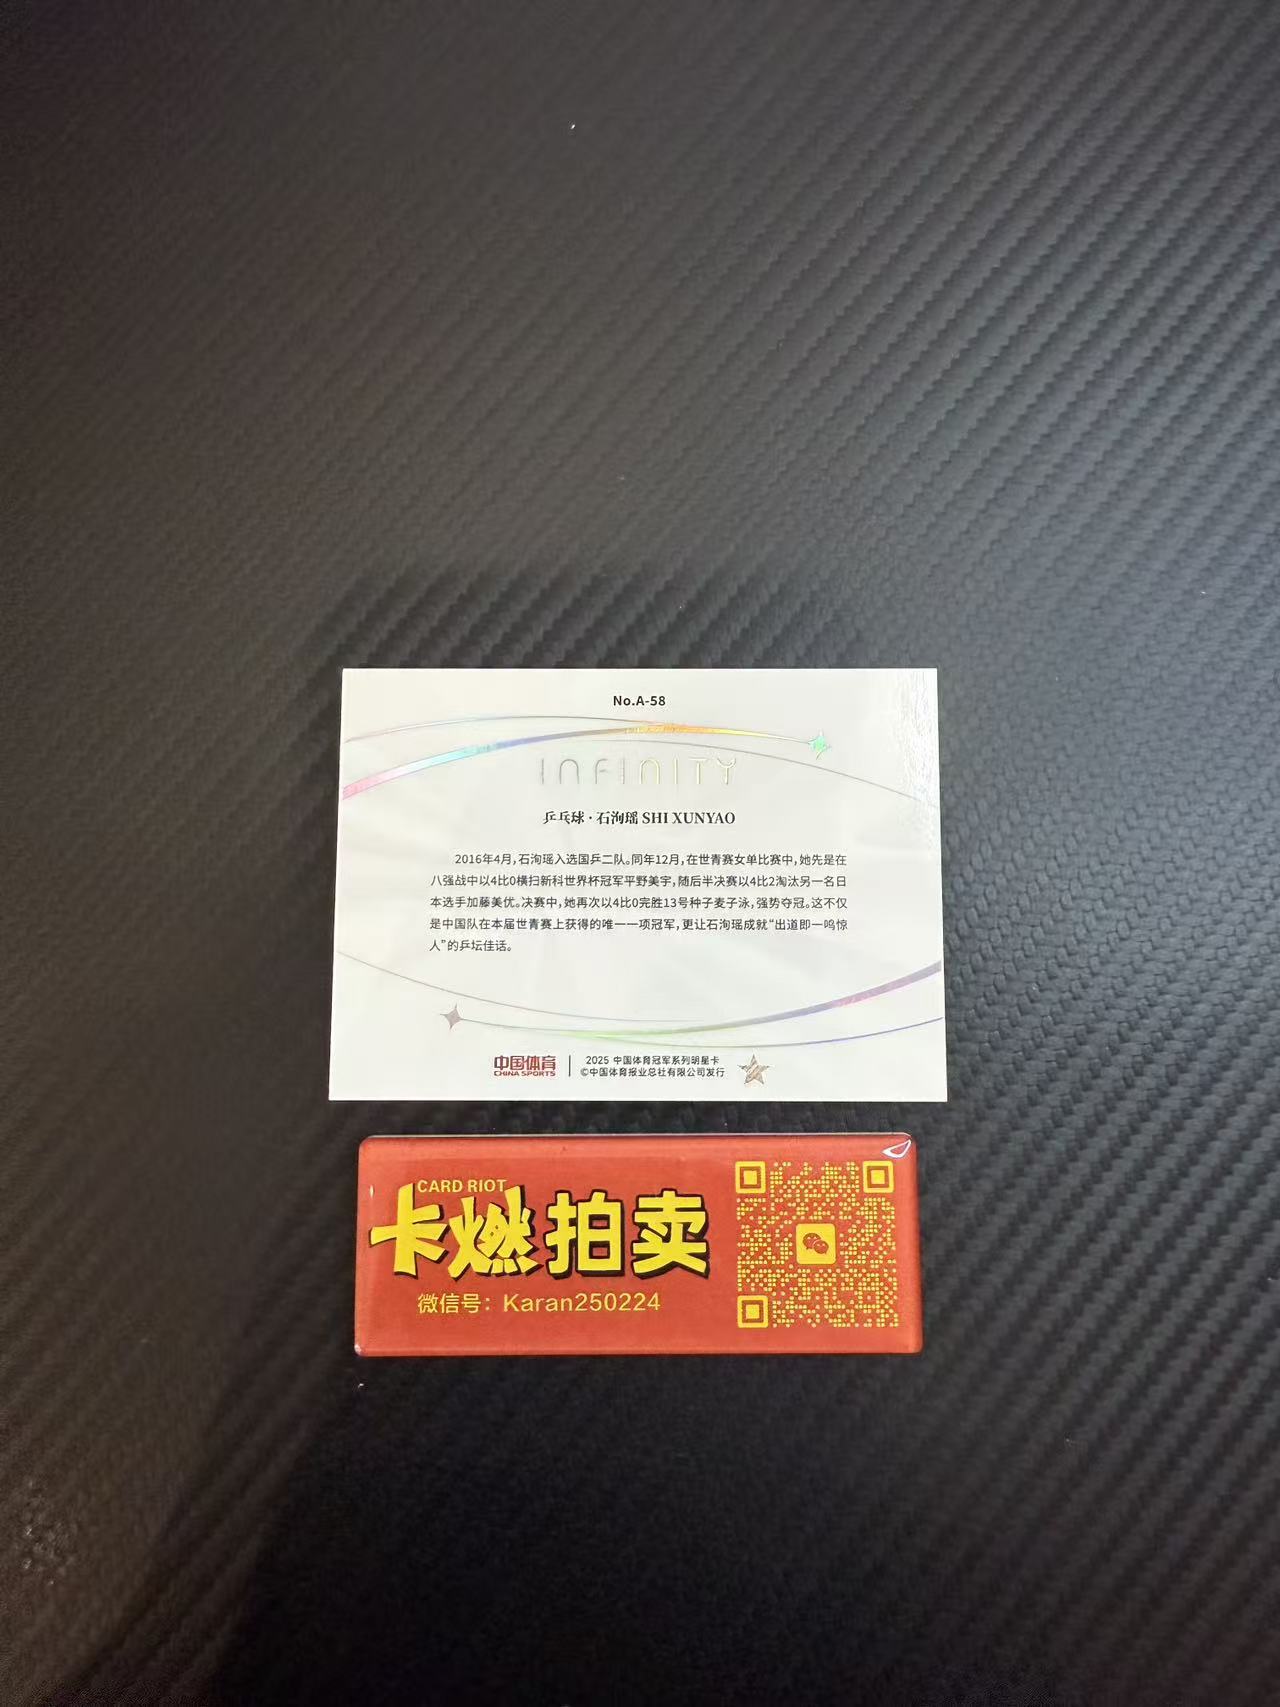 No.A-58
INFINITY
乒乓球·石洵瑶 SHI XUNYAO
2016年4月,石洵瑶入选国乒二队。同年12月,在世青赛女单比赛中,她先是在
八强战中以4比0横扫新科世界杯冠军平野美宇,随后半决赛以4比2淘汰另一名日
本选手加藤美优。决赛中,她再次以4比0完胜13号种子麦子泳,强势夺冠。这不仅
是中国队在本届世青赛上获得的唯一一项冠军,更让石洵瑶成就“出道即一鸣惊
人”的乒坛佳话。
中国体育
CHINA SPORTS
2025 中国体育冠军系列明星卡
©中国体育报业总社有限公司发行
CARD RIOT
卡燃拍卖
微信号：Karan250224